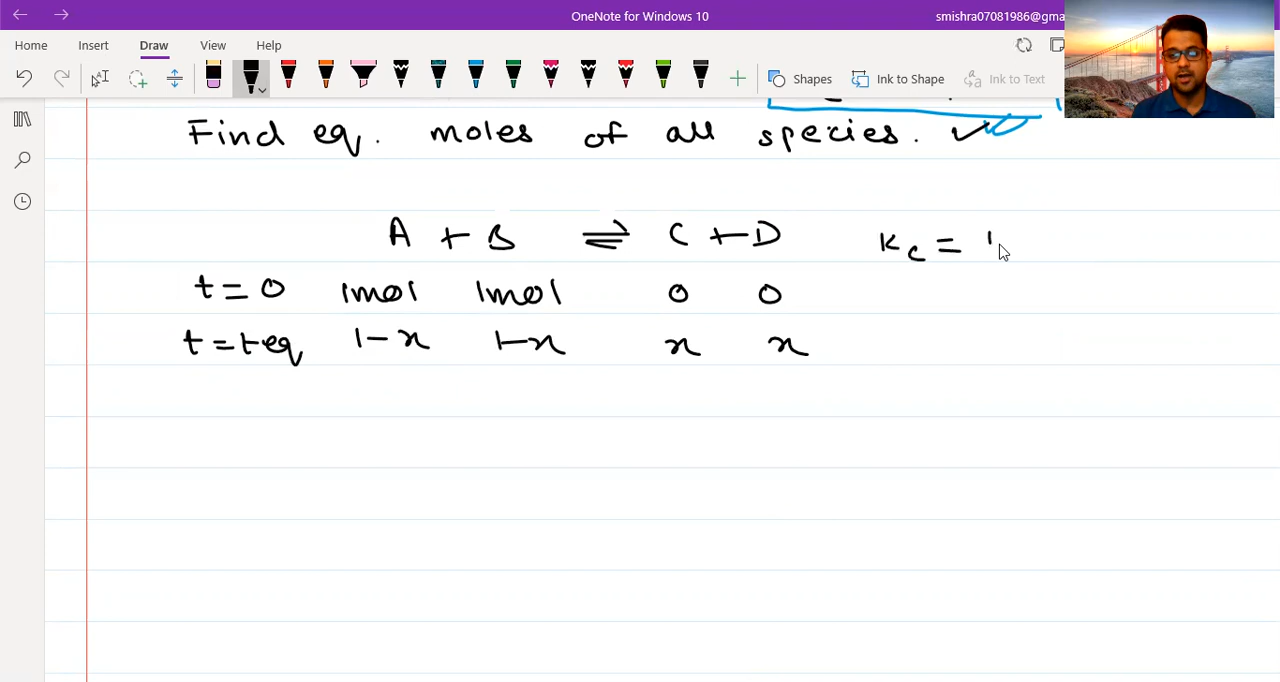 OneNote for Windows 10
smishra07081986@gma
Home Insert Draw View Help
Shapes Ink to Shape Ink to Text
Find eq. moles of all species.
A + B ⇌ C + D Kc =
t = 0 1mol 1mol 0 0
t = teq 1-x 1-x x x